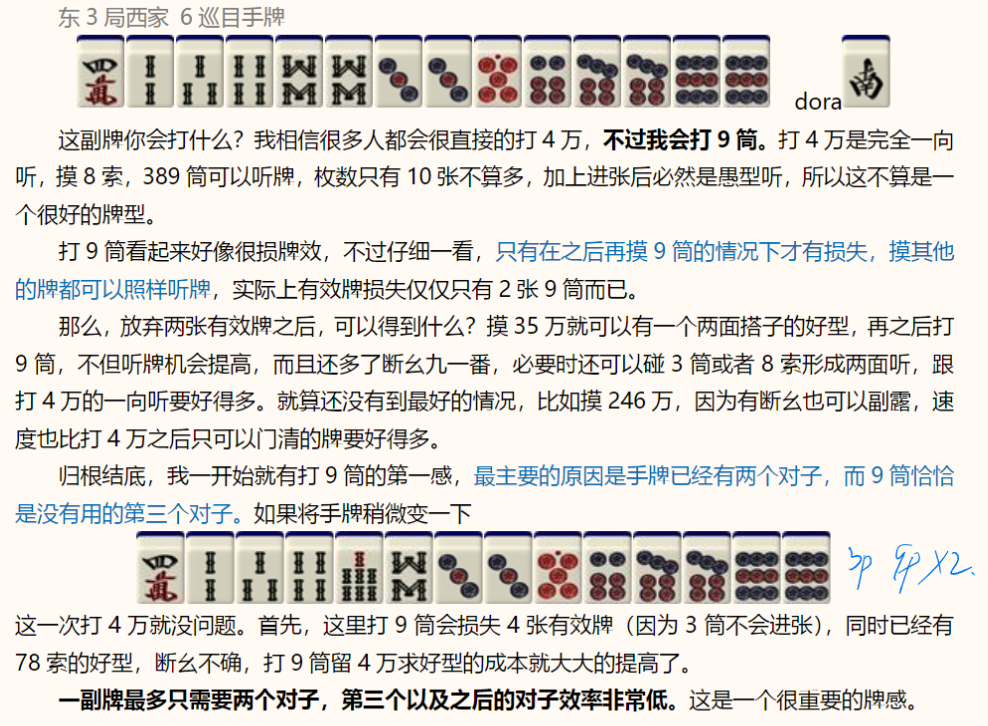 东 3 局西家 6 巡目手牌
四萬
dora 南
这副牌你会打什么？我相信很多人都会很直接的打 4 万，不过我会打 9 筒。打 4 万是完全一向
听，摸 8 索，389 筒可以听牌，枚数只有 10 张不算多，加上进张后必然是愚型听，所以这不算是一
个很好的牌型。
打 9 筒看起来好像很损牌效，不过仔细一看，只有在之后再摸 9 筒的情况下才有损失，摸其他
的牌都可以照样听牌，实际上有效牌损失仅仅只有 2 张 9 筒而已。
那么，放弃两张有效牌之后，可以得到什么？摸 35 万就可以有一个两面搭子的好型，再之后打
9 筒，不但听牌机会提高，而且还多了断幺九一番，必要时还可以碰 3 筒或者 8 索形成两面听，跟
打 4 万的一向听要好得多。就算还没有到最好的情况，比如摸 246 万，因为有断幺也可以副露，速
度也比打 4 万之后只可以门清的牌要好得多。
归根结底，我一开始就有打 9 筒的第一感，最主要的原因是手牌已经有两个对子，而 9 筒恰恰
是没有用的第三个对子。如果将手牌稍微变一下
四萬
这一次打 4 万就没问题。首先，这里打 9 筒会损失 4 张有效牌（因为 3 筒不会进张），同时已经有
78 索的好型，断幺不确，打 9 筒留 4 万求好型的成本就大大的提高了。
一副牌最多只需要两个对子，第三个以及之后的对子效率非常低。这是一个很重要的牌感。